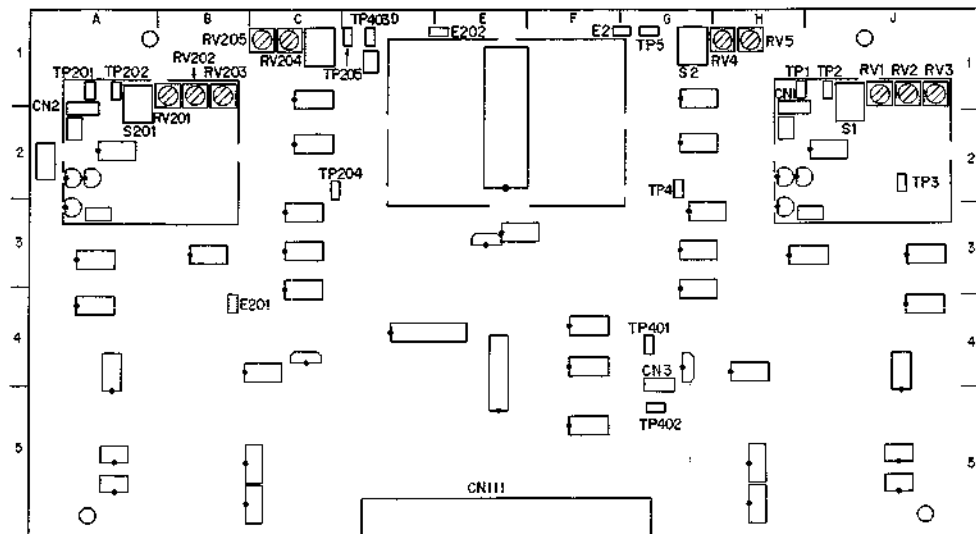 A B C D E F G H J
TP403
RV205 E202 E2 TP5
RV202 RV204 TP205 S2 RV4 RV5
1 1
TP201 TP202 RV203 TP1 TP2 RV1 RV2 RV3
CN2 CN1
S201 RV201 S1
2 2
TP204 TP4 TP3
3 3
E201
TP401
4 4
CN3
TP402
5 5
CN111